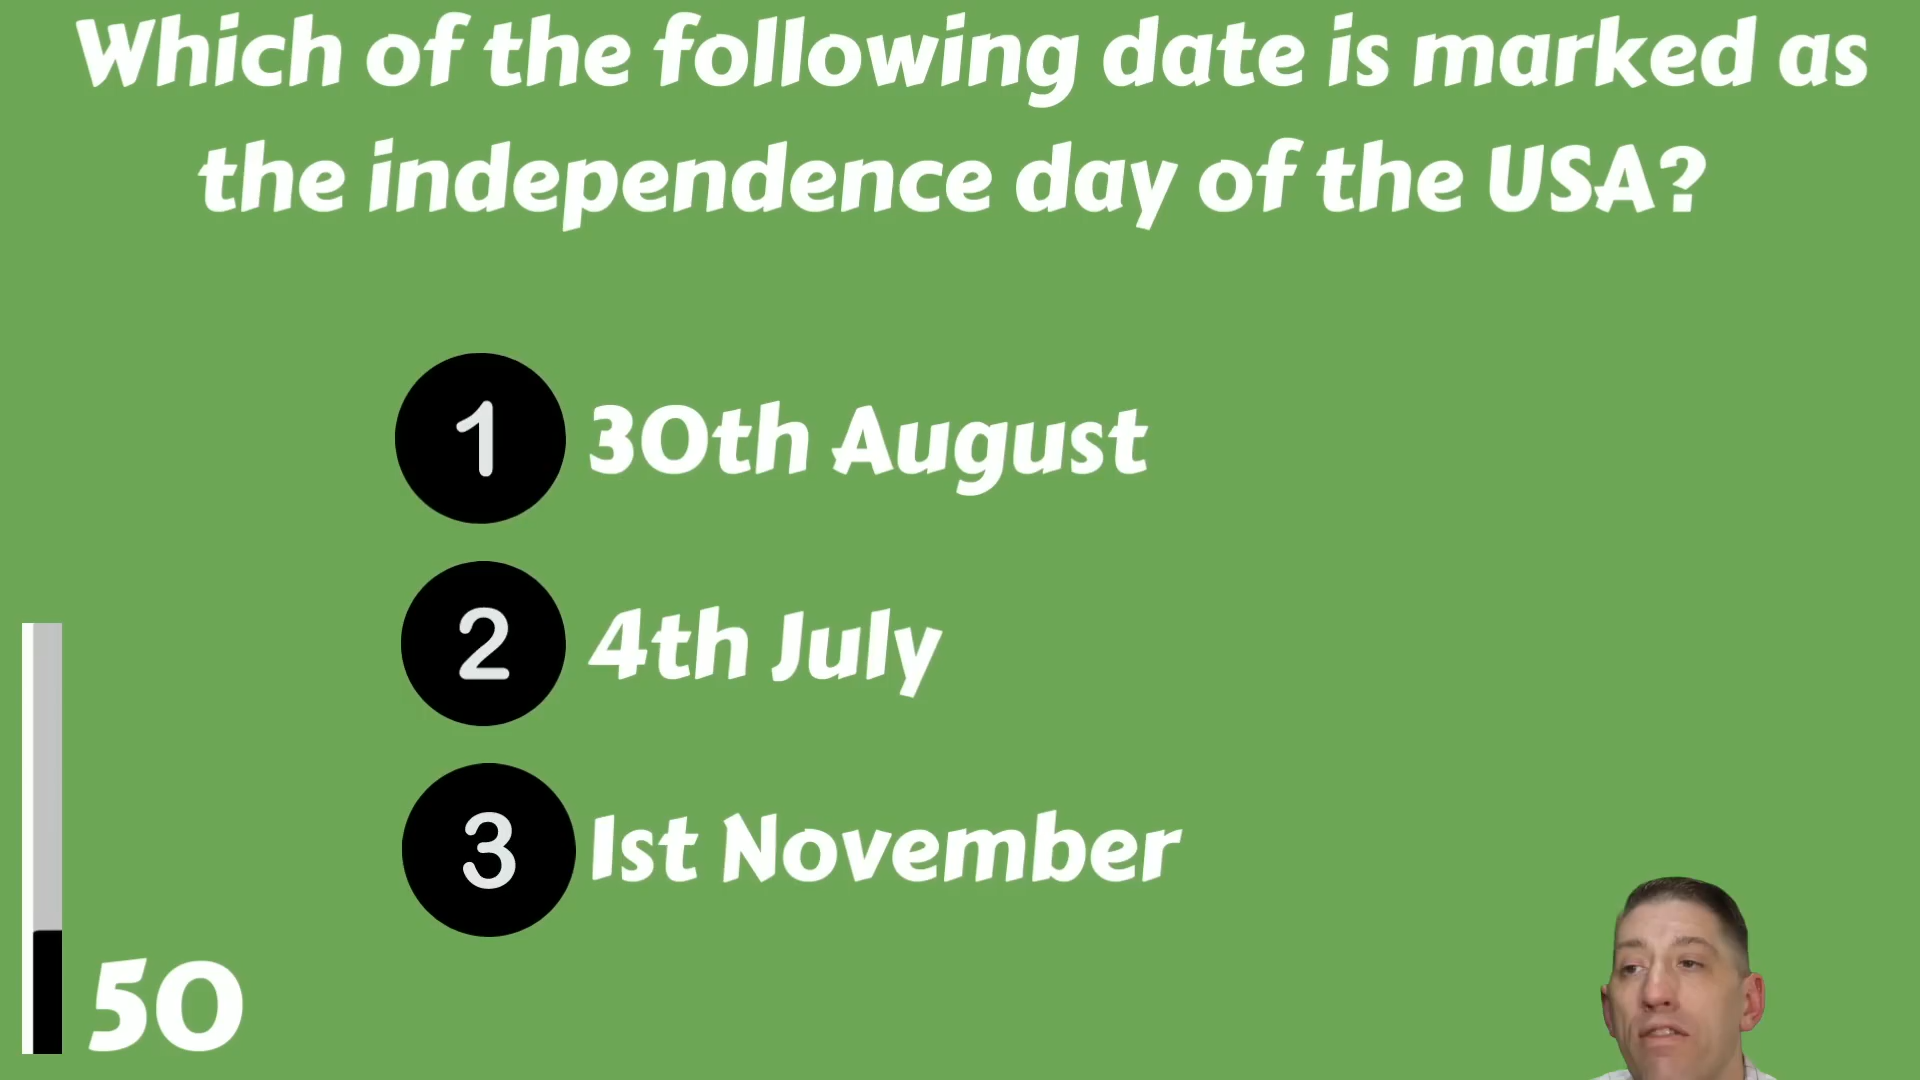 Which of the following date is marked as
the independence day of the USA?
1 30th August
2 4th July
3 1st November
50